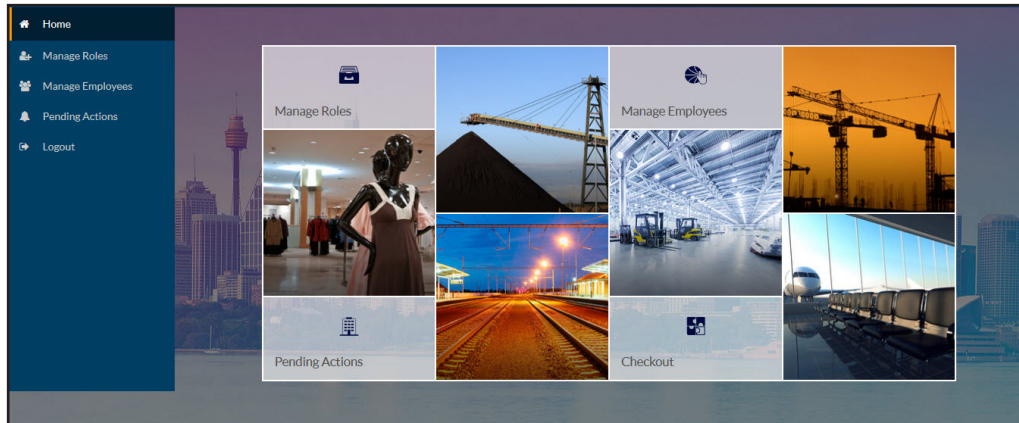 Home
Manage Roles
Manage Employees
Pending Actions
Logout
Manage Roles
Manage Employees
Pending Actions
Checkout